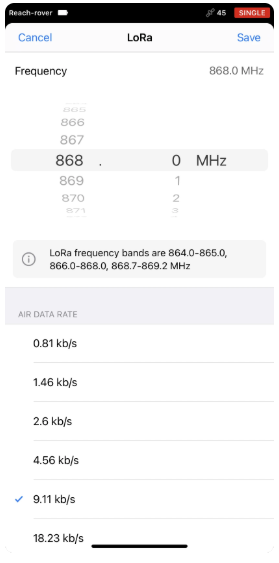 Reach-rover 45 SINGLE
Cancel LoRa Save
Frequency 868.0 MHz
865
866
867
868 . 0 MHz
869 1
870 2
871 3
LoRa frequency bands are 864.0-865.0,
866.0-868.0, 868.7-869.2 MHz
AIR DATA RATE
0.81 kb/s
1.46 kb/s
2.6 kb/s
4.56 kb/s
9.11 kb/s
18.23 kb/s